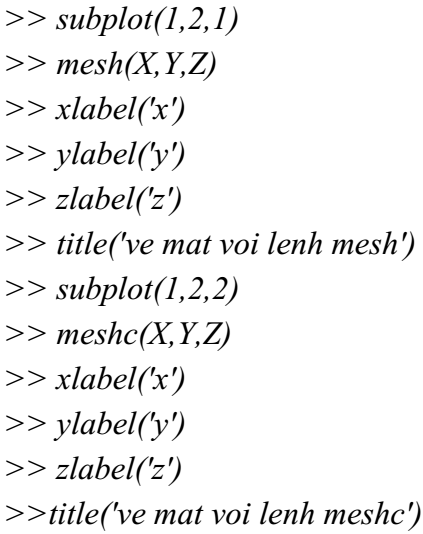 >> subplot(1,2,1)
>> mesh(X,Y,Z)
>> xlabel('x')
>> ylabel('y')
>> zlabel('z')
>> title('ve mat voi lenh mesh')
>> subplot(1,2,2)
>> meshc(X,Y,Z)
>> xlabel('x')
>> ylabel('y')
>> zlabel('z')
>>title('ve mat voi lenh meshc')